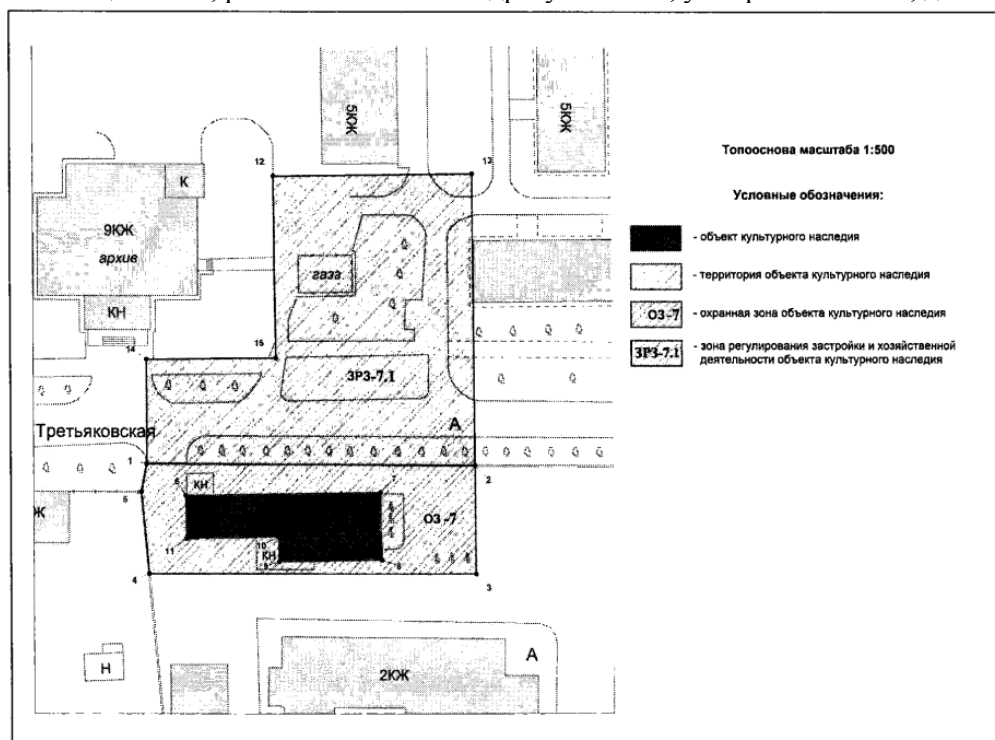 5КЖ
5КЖ
12
13
Топооснова масштаба 1:500
Условные обозначения:
К
9КЖ
архив
- объект культурного наследия
газг.
- территория объекта культурного наследия
КН
ОЗ-7
- охранная зона объекта культурного наследия
14
15
ЗРЗ-7.1
- зона регулирования застройки и хозяйственной
деятельности объекта культурного наследия
ЗРЗ-7.1
А
Третьяковская
1
2
5
6
КН
7
Ж
ОЗ-7
11
10
КН
9
8
4
3
Н
2КЖ
А